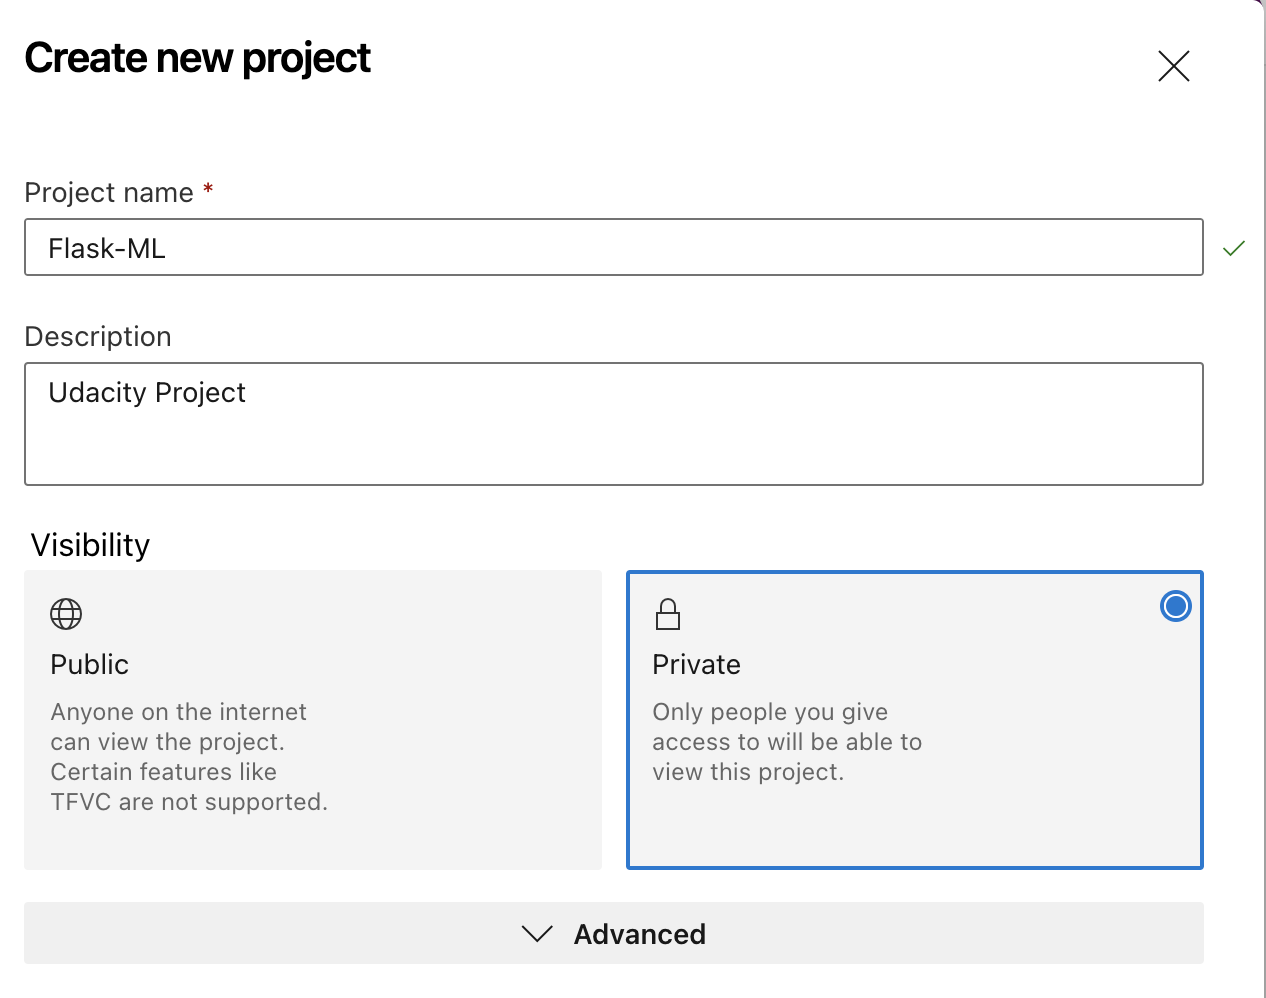 Create new project
Project name *
Flask-ML
Description
Udacity Project
Visibility
Public
Anyone on the internet
can view the project.
Certain features like
TFVC are not supported.
Private
Only people you give
access to will be able to
view this project.
Advanced